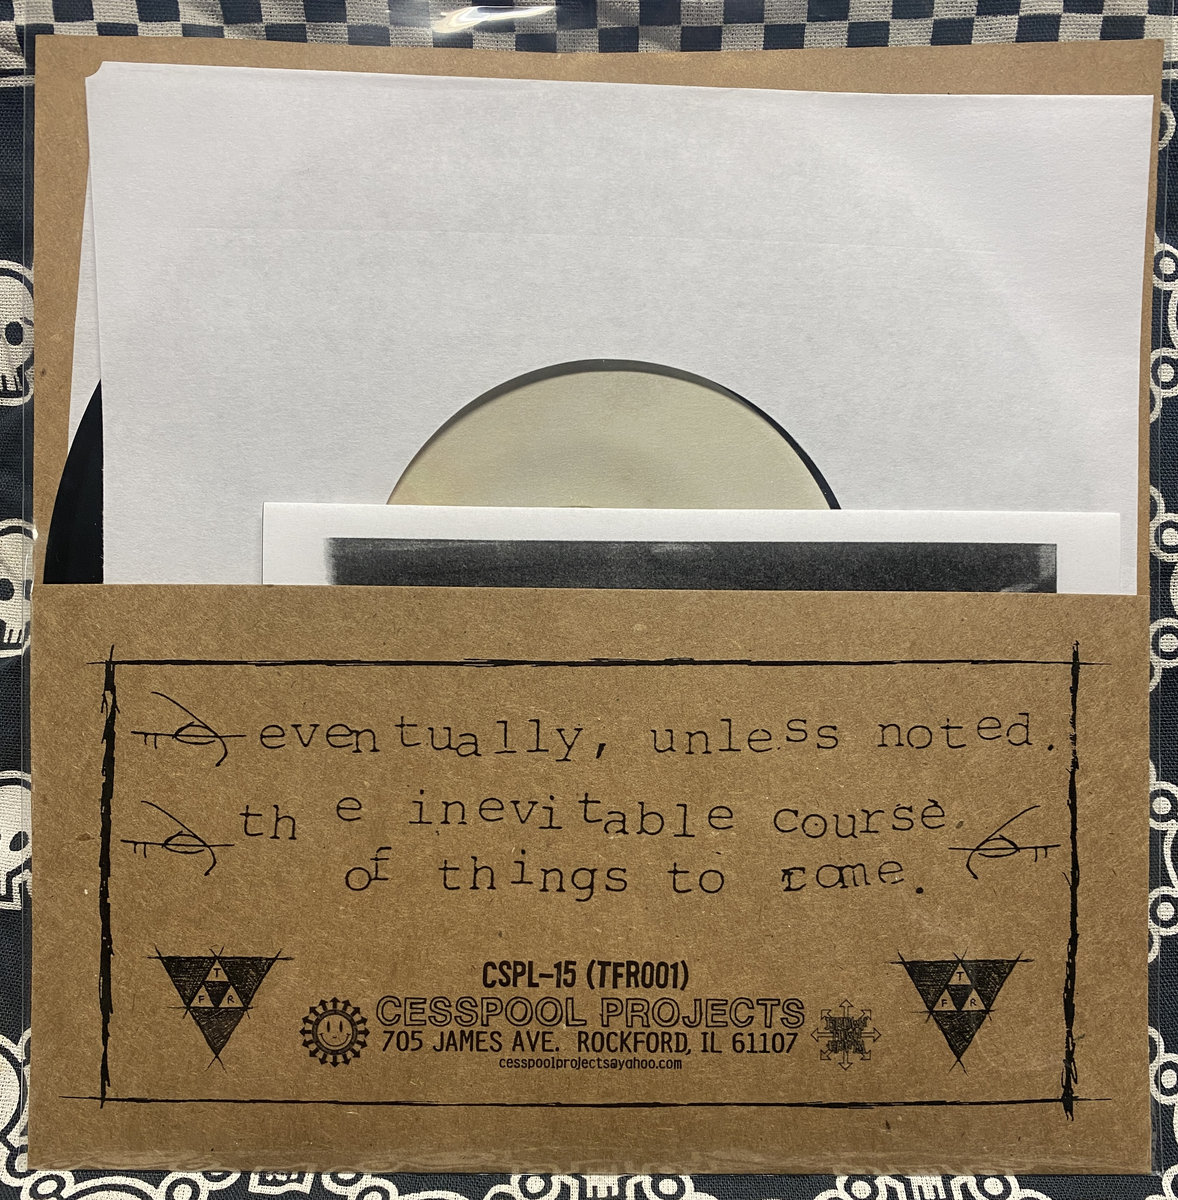 eventually, unless noted.
the inevitable course
of things to come.
T
F R
T
F R
CSPL-15 (TFR001)
CESSPOOL PROJECTS
705 JAMES AVE. ROCKFORD, IL 61107
cesspoolprojects@yahoo.com